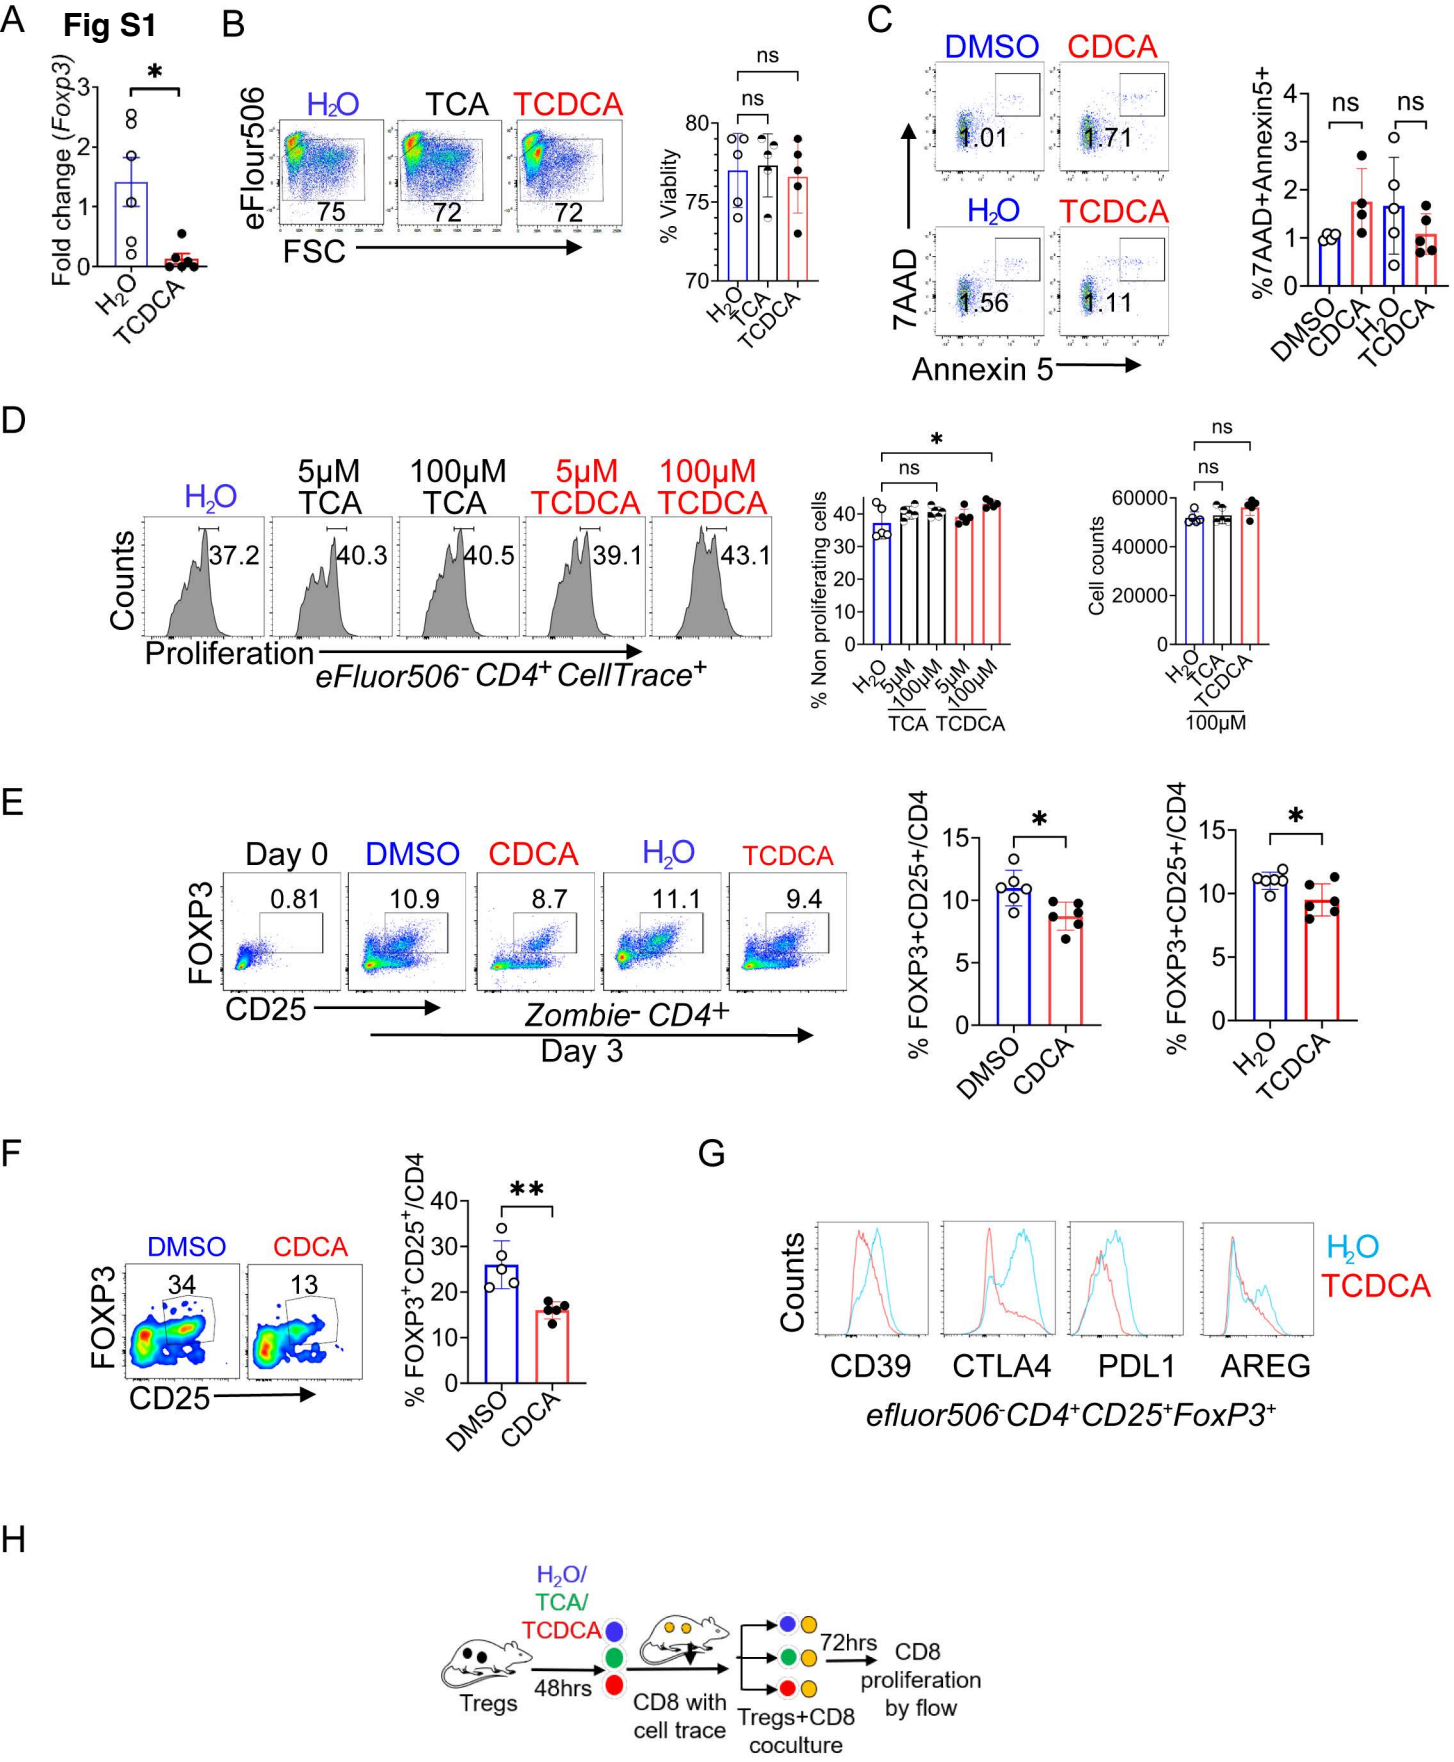 A
Fig S1
Fold change (Foxp3)
3
2
1
0
*
H₂O
TCDCA
B
eFlour506
H₂O
TCA
TCDCA
75
72
72
FSC
% Viablity
80
75
70
ns
ns
H₂O
TCA
TCDCA
C
DMSO
CDCA
1.01
1.71
H₂O
TCDCA
1.56
1.11
7AAD
Annexin 5
%7AAD+Annexin5+
4
3
2
1
0
ns
ns
DMSO
CDCA
H₂O
TCDCA
D
Counts
H₂O
5µM
TCA
100µM
TCA
5µM
TCDCA
100µM
TCDCA
37.2
40.3
40.5
39.1
43.1
Proliferation
eFluor506⁻ CD4⁺ CellTrace⁺
% Non proliferating cells
40
30
20
10
0
*
ns
H₂O
5µM
100µM
5µM
100µM
TCA
TCDCA
Cell counts
60000
40000
20000
0
ns
ns
H₂O
TCA
TCDCA
100µM
E
FOXP3
Day 0
DMSO
CDCA
H₂O
TCDCA
0.81
10.9
8.7
11.1
9.4
CD25
Zombie⁻ CD4⁺
Day 3
% FOXP3+CD25+/CD4
15
10
5
0
*
DMSO
CDCA
% FOXP3+CD25+/CD4
15
10
5
0
*
H₂O
TCDCA
F
FOXP3
DMSO
CDCA
34
13
CD25
% FOXP3⁺CD25⁺/CD4
40
30
20
10
0
**
DMSO
CDCA
G
Counts
H₂O
TCDCA
CD39
CTLA4
PDL1
AREG
efluor506⁻CD4⁺CD25⁺FoxP3⁺
H
H₂O/
TCA/
TCDCA
Tregs
48hrs
CD8 with
cell trace
Tregs+CD8
coculture
72hrs
CD8
proliferation
by flow